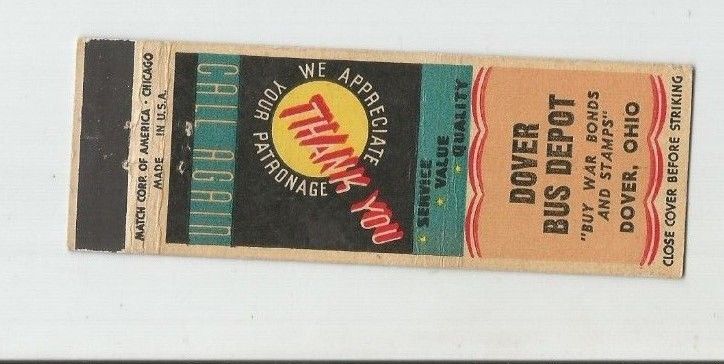 MATCH CORP. OF AMERICA • CHICAGO
MADE IN U.S.A.
CALL AGAIN
WE APPRECIATE
YOUR PATRONAGE
THANK YOU
SERVICE
VALUE
QUALITY
DOVER
BUS DEPOT
"BUY WAR BONDS
AND STAMPS"
DOVER, OHIO
CLOSE COVER BEFORE STRIKING